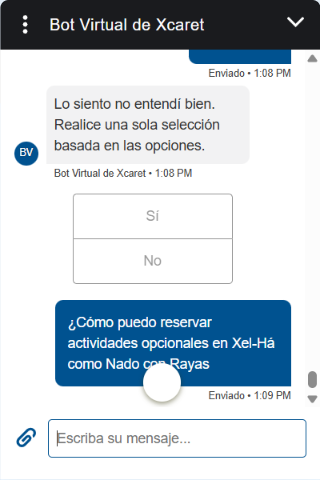 Bot Virtual de Xcaret
Enviado • 1:08 PM
Lo siento no entendí bien.
Realice una sola selección
basada en las opciones.
BV
Bot Virtual de Xcaret • 1:08 PM
Sí
No
¿Cómo puedo reservar
actividades opcionales en Xel-Há
como Nado con Rayas
Enviado • 1:09 PM
Escriba su mensaje...